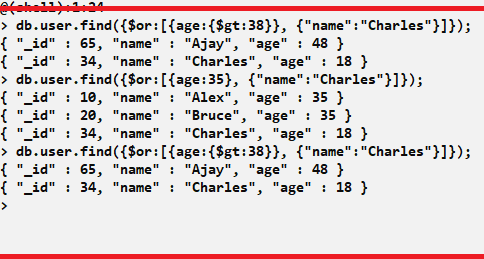 @(shell):1:24
> db.user.find({$or:[{age:{$gt:38}}, {"name":"Charles"}]});
{ "_id" : 65, "name" : "Ajay", "age" : 48 }
{ "_id" : 34, "name" : "Charles", "age" : 18 }
> db.user.find({$or:[{age:35}, {"name":"Charles"}]});
{ "_id" : 10, "name" : "Alex", "age" : 35 }
{ "_id" : 20, "name" : "Bruce", "age" : 35 }
{ "_id" : 34, "name" : "Charles", "age" : 18 }
> db.user.find({$or:[{age:{$gt:38}}, {"name":"Charles"}]});
{ "_id" : 65, "name" : "Ajay", "age" : 48 }
{ "_id" : 34, "name" : "Charles", "age" : 18 }
>